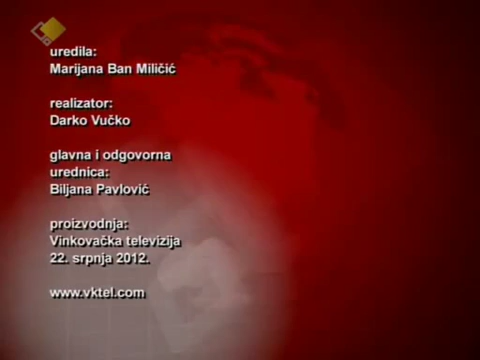 uredila:
Marijana Ban Miličić
realizator:
Darko Vučko
glavna i odgovorna
urednica:
Biljana Pavlović
proizvodnja:
Vinkovačka televizija
22. srpnja 2012.
www.vktel.com